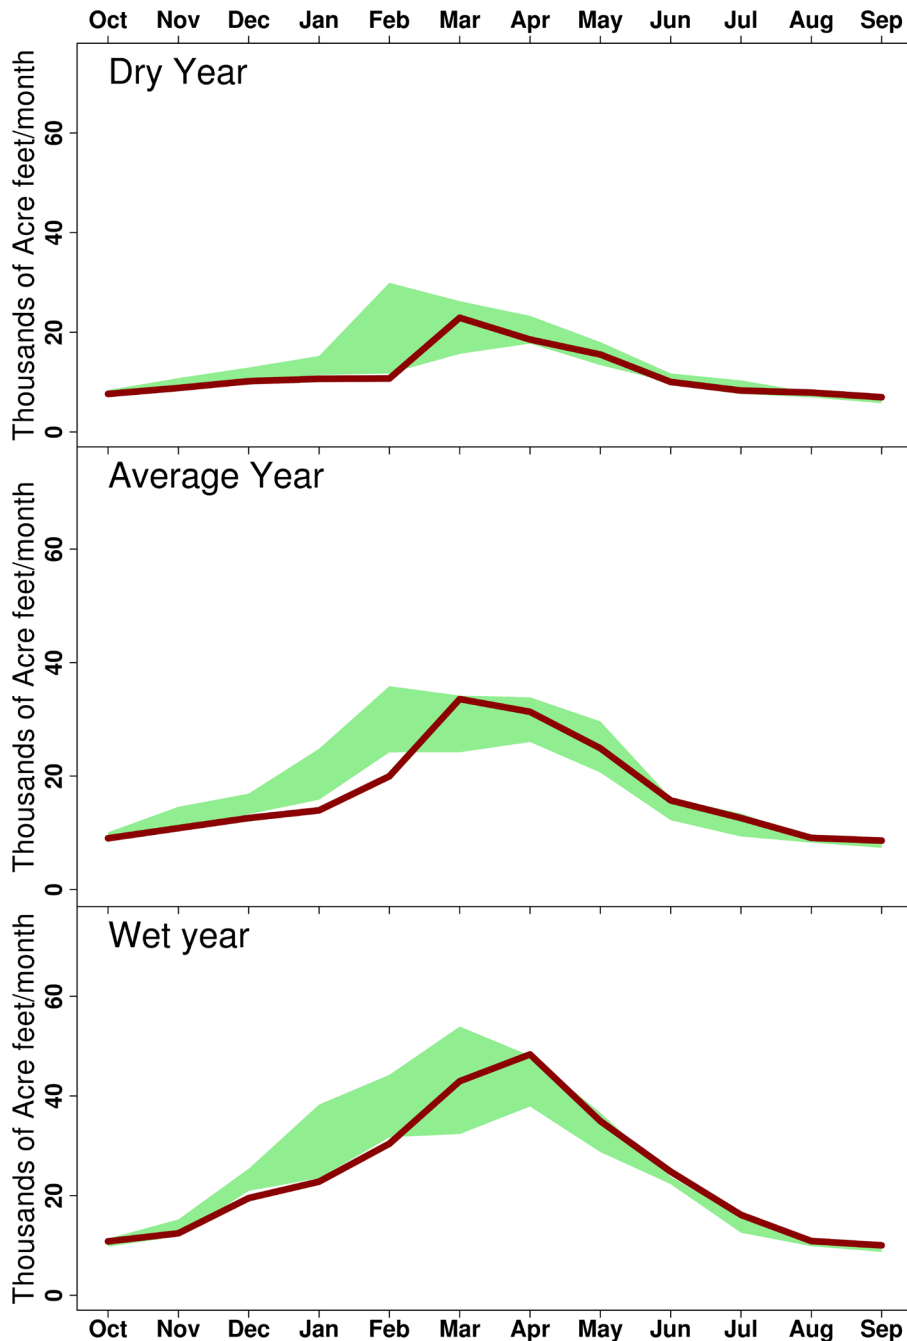 Oct Nov Dec Jan Feb Mar Apr May Jun Jul Aug Sep
Dry Year
Thousands of Acre feet/month
60
40
20
0
Average Year
Thousands of Acre feet/month
60
40
20
0
Wet year
Thousands of Acre feet/month
60
40
20
0
Oct Nov Dec Jan Feb Mar Apr May Jun Jul Aug Sep